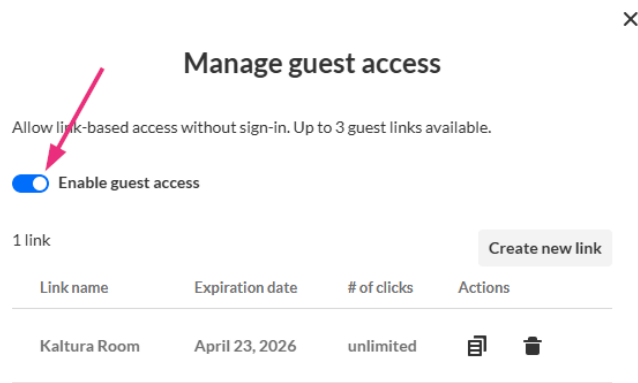 Manage guest access
Allow link-based access without sign-in. Up to 3 guest links available.
Enable guest access
1 link
Create new link
Link name Expiration date # of clicks Actions
Kaltura Room April 23, 2026 unlimited